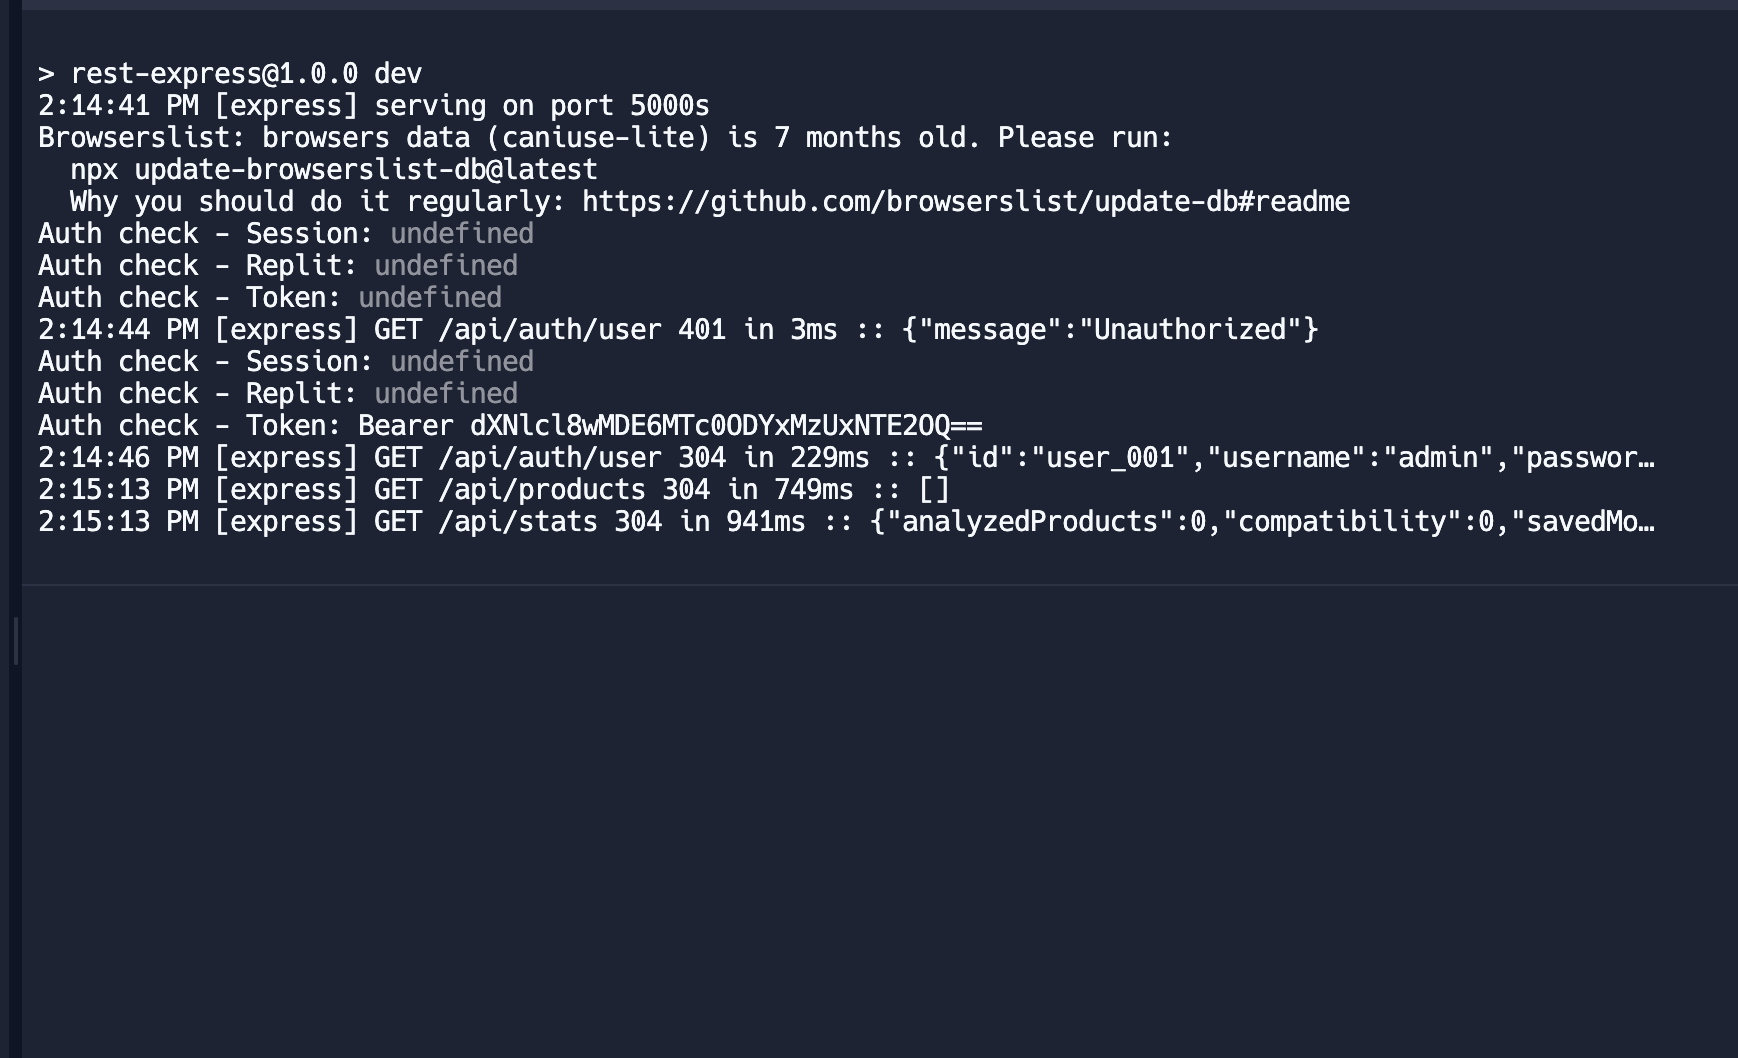 > rest-express@1.0.0 dev
2:14:41 PM [express] serving on port 5000s
Browserslist: browsers data (caniuse-lite) is 7 months old. Please run:
  npx update-browserslist-db@latest
  Why you should do it regularly: https://github.com/browserslist/update-db#readme
Auth check - Session: undefined
Auth check - Replit: undefined
Auth check - Token: undefined
2:14:44 PM [express] GET /api/auth/user 401 in 3ms :: {"message":"Unauthorized"}
Auth check - Session: undefined
Auth check - Replit: undefined
Auth check - Token: Bearer dXNlcl8wMDE6MTc0ODYxMzUxNTE2OQ==
2:14:46 PM [express] GET /api/auth/user 304 in 229ms :: {"id":"user_001","username":"admin","passwor…
2:15:13 PM [express] GET /api/products 304 in 749ms :: []
2:15:13 PM [express] GET /api/stats 304 in 941ms :: {"analyzedProducts":0,"compatibility":0,"savedMo…